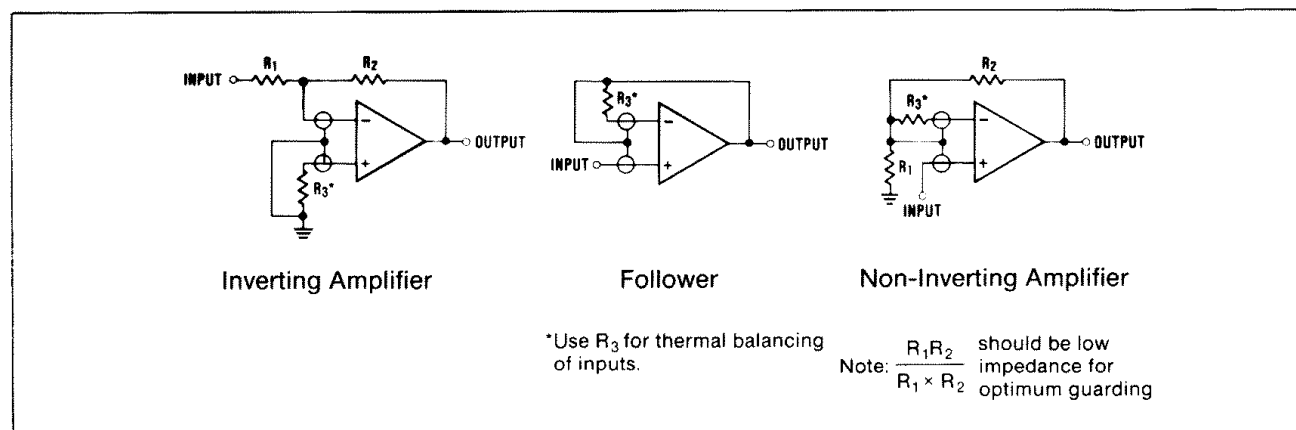 INPUT R1 R2
R3* OUTPUT
− +
Inverting Amplifier
R3*
INPUT OUTPUT
− +
Follower
R2
R3*
R1 OUTPUT
− +
INPUT
Non-Inverting Amplifier
*Use R3 for thermal balancing
of inputs.
Note: R1R2 / R1 × R2 should be low
impedance for
optimum guarding